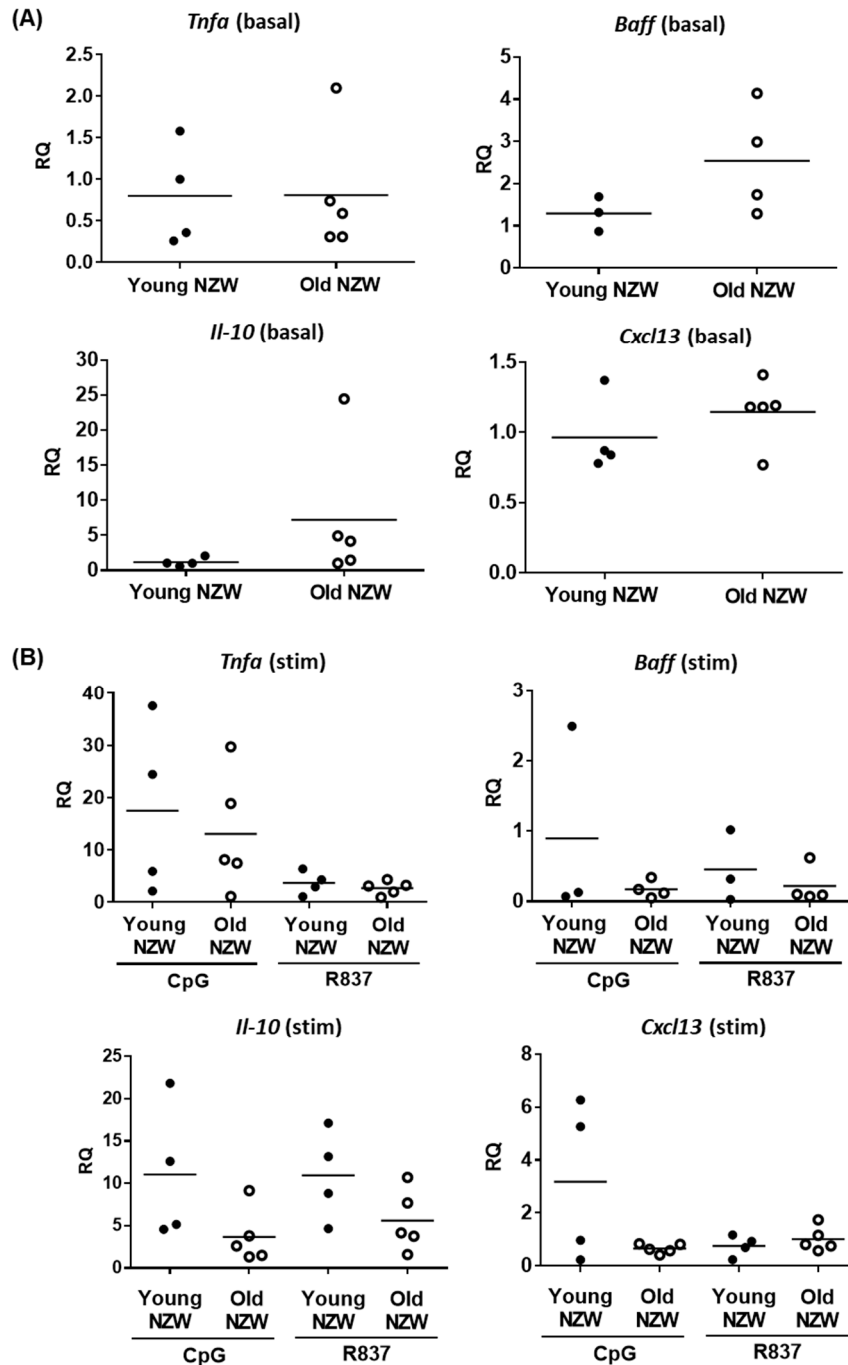 (A)
Tnfa (basal)
2.5
2.0
1.5
1.0
0.5
0.0
RQ
Young NZW Old NZW
Baff (basal)
5
4
3
2
1
0
RQ
Young NZW Old NZW
Il-10 (basal)
30
25
20
15
10
5
0
RQ
Young NZW Old NZW
Cxcl13 (basal)
1.5
1.0
0.5
0.0
RQ
Young NZW Old NZW
(B)
Tnfa (stim)
40
30
20
10
0
RQ
Young Old Young Old
NZW NZW NZW NZW
CpG R837
Baff (stim)
3
2
1
0
RQ
Young Old Young Old
NZW NZW NZW NZW
CpG R837
Il-10 (stim)
25
20
15
10
5
0
RQ
Young Old Young Old
NZW NZW NZW NZW
CpG R837
Cxcl13 (stim)
8
6
4
2
0
RQ
Young Old Young Old
NZW NZW NZW NZW
CpG R837